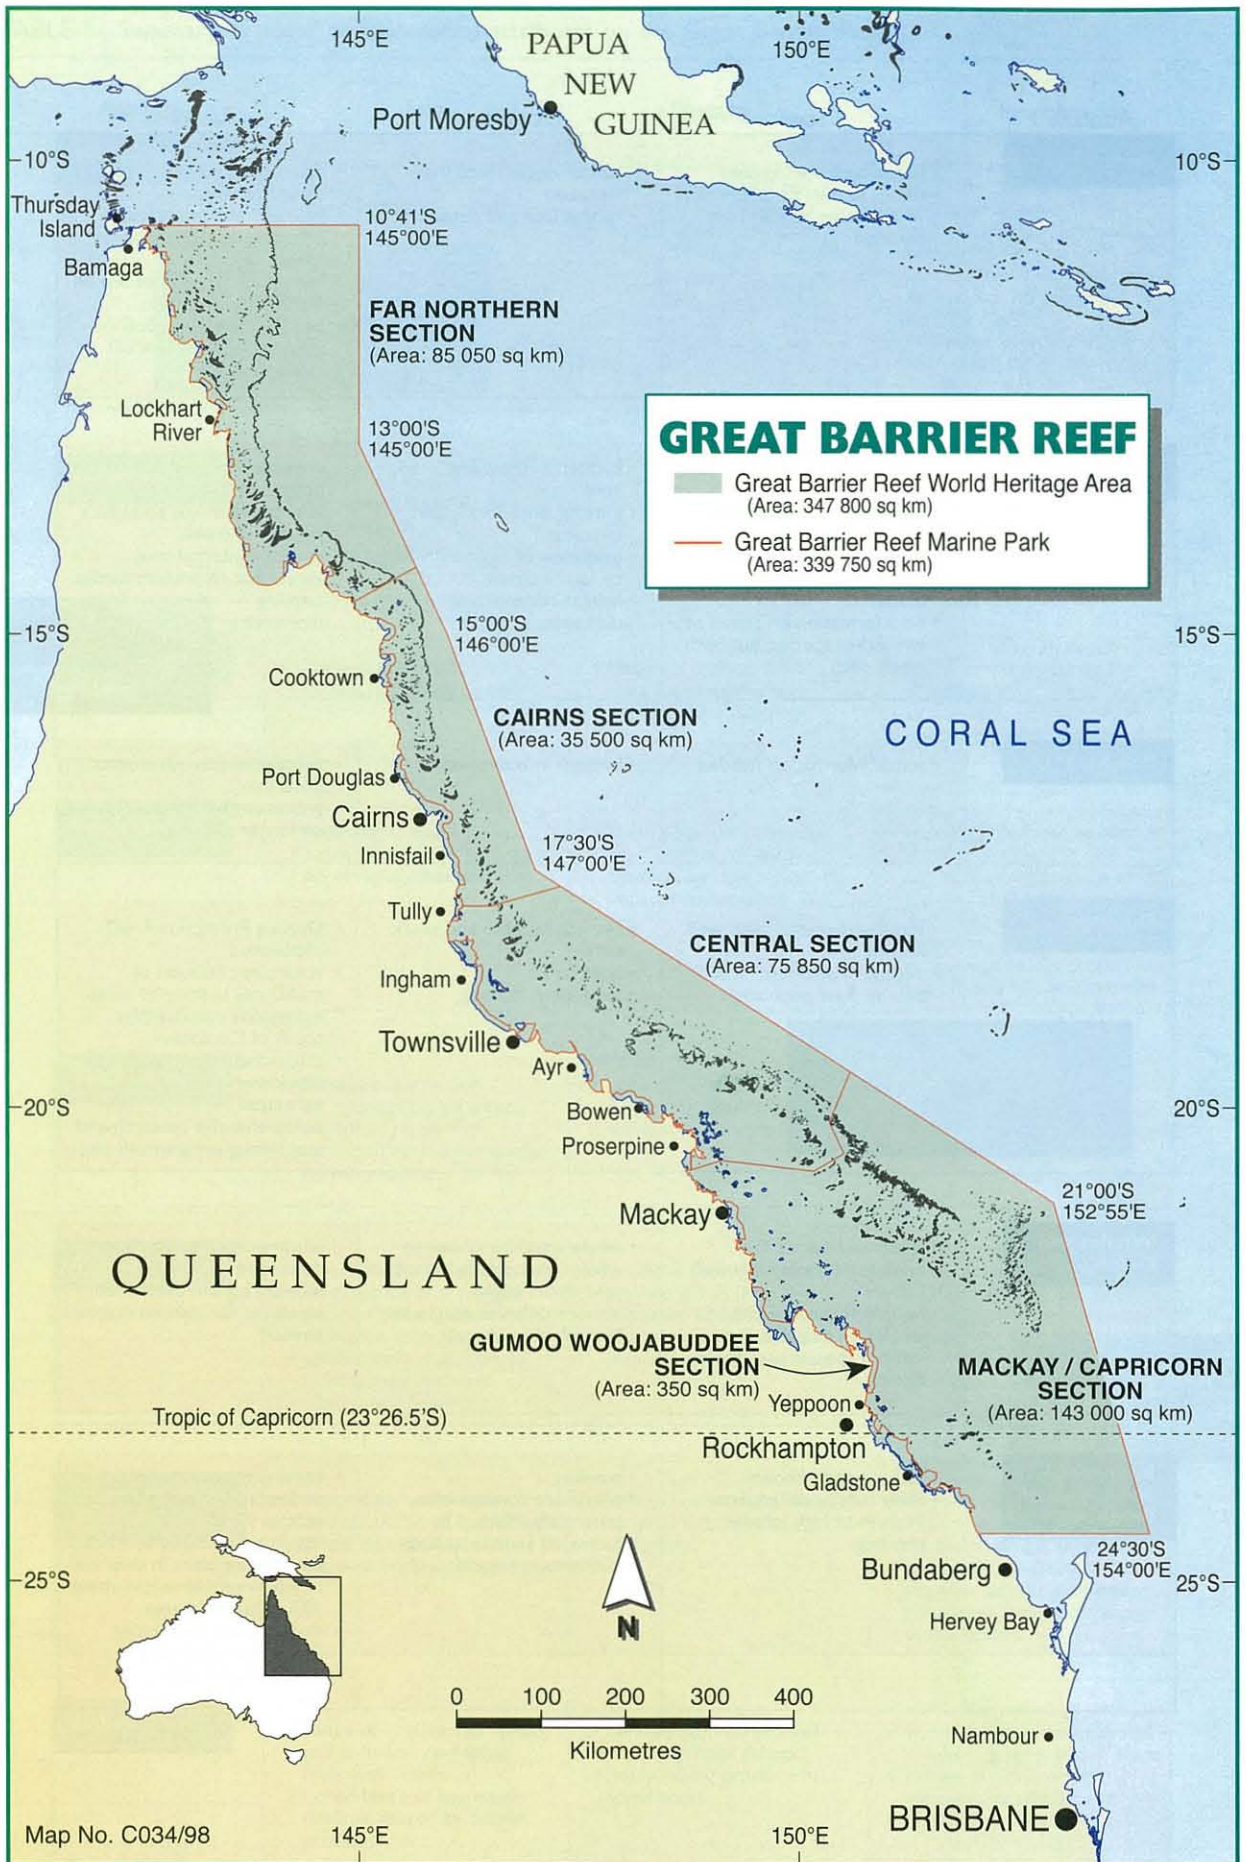 145°E
PAPUA
NEW
GUINEA
150°E
Port Moresby
10°S
10°S
Thursday
Island
Bamaga
10°41'S
145°00'E
FAR NORTHERN
SECTION
(Area: 85 050 sq km)
Lockhart
River
13°00'S
145°00'E
GREAT BARRIER REEF
Great Barrier Reef World Heritage Area
(Area: 347 800 sq km)
Great Barrier Reef Marine Park
(Area: 339 750 sq km)
15°S
15°S
15°00'S
146°00'E
Cooktown
CAIRNS SECTION
(Area: 35 500 sq km)
CORAL SEA
Port Douglas
Cairns
Innisfail
17°30'S
147°00'E
Tully
CENTRAL SECTION
(Area: 75 850 sq km)
Ingham
Townsville
Ayr
20°S
20°S
Bowen
Proserpine
21°00'S
152°55'E
Mackay
QUEENSLAND
GUMOO WOOJABUDDEE
SECTION
(Area: 350 sq km)
MACKAY / CAPRICORN
SECTION
(Area: 143 000 sq km)
Yeppoon
Tropic of Capricorn (23°26.5'S)
Rockhampton
Gladstone
24°30'S
154°00'E
Bundaberg
25°S
25°S
Hervey Bay
N
0 100 200 300 400
Kilometres
Nambour
BRISBANE
Map No. C034/98
145°E
150°E